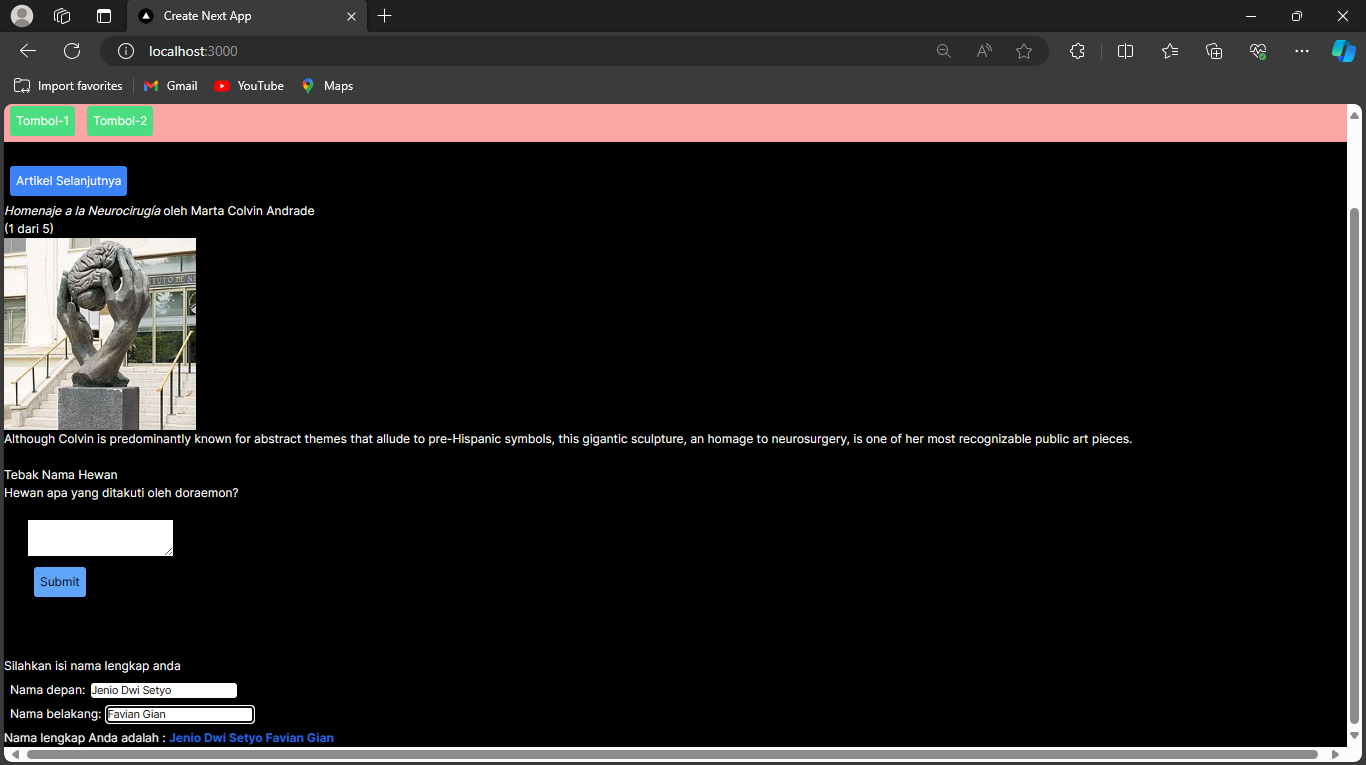 Create Next App
localhost:3000
Import favorites Gmail YouTube Maps
Tombol-1 Tombol-2
Artikel Selanjutnya
Homenaje a la Neurocirugía oleh Marta Colvin Andrade
(1 dari 5)
Although Colvin is predominantly known for abstract themes that allude to pre-Hispanic symbols, this gigantic sculpture, an homage to neurosurgery, is one of her most recognizable public art pieces.
Tebak Nama Hewan
Hewan apa yang ditakuti oleh doraemon?
Submit
Silahkan isi nama lengkap anda
Nama depan: Jenio Dwi Setyo
Nama belakang: Favian Gian
Nama lengkap Anda adalah : Jenio Dwi Setyo Favian Gian